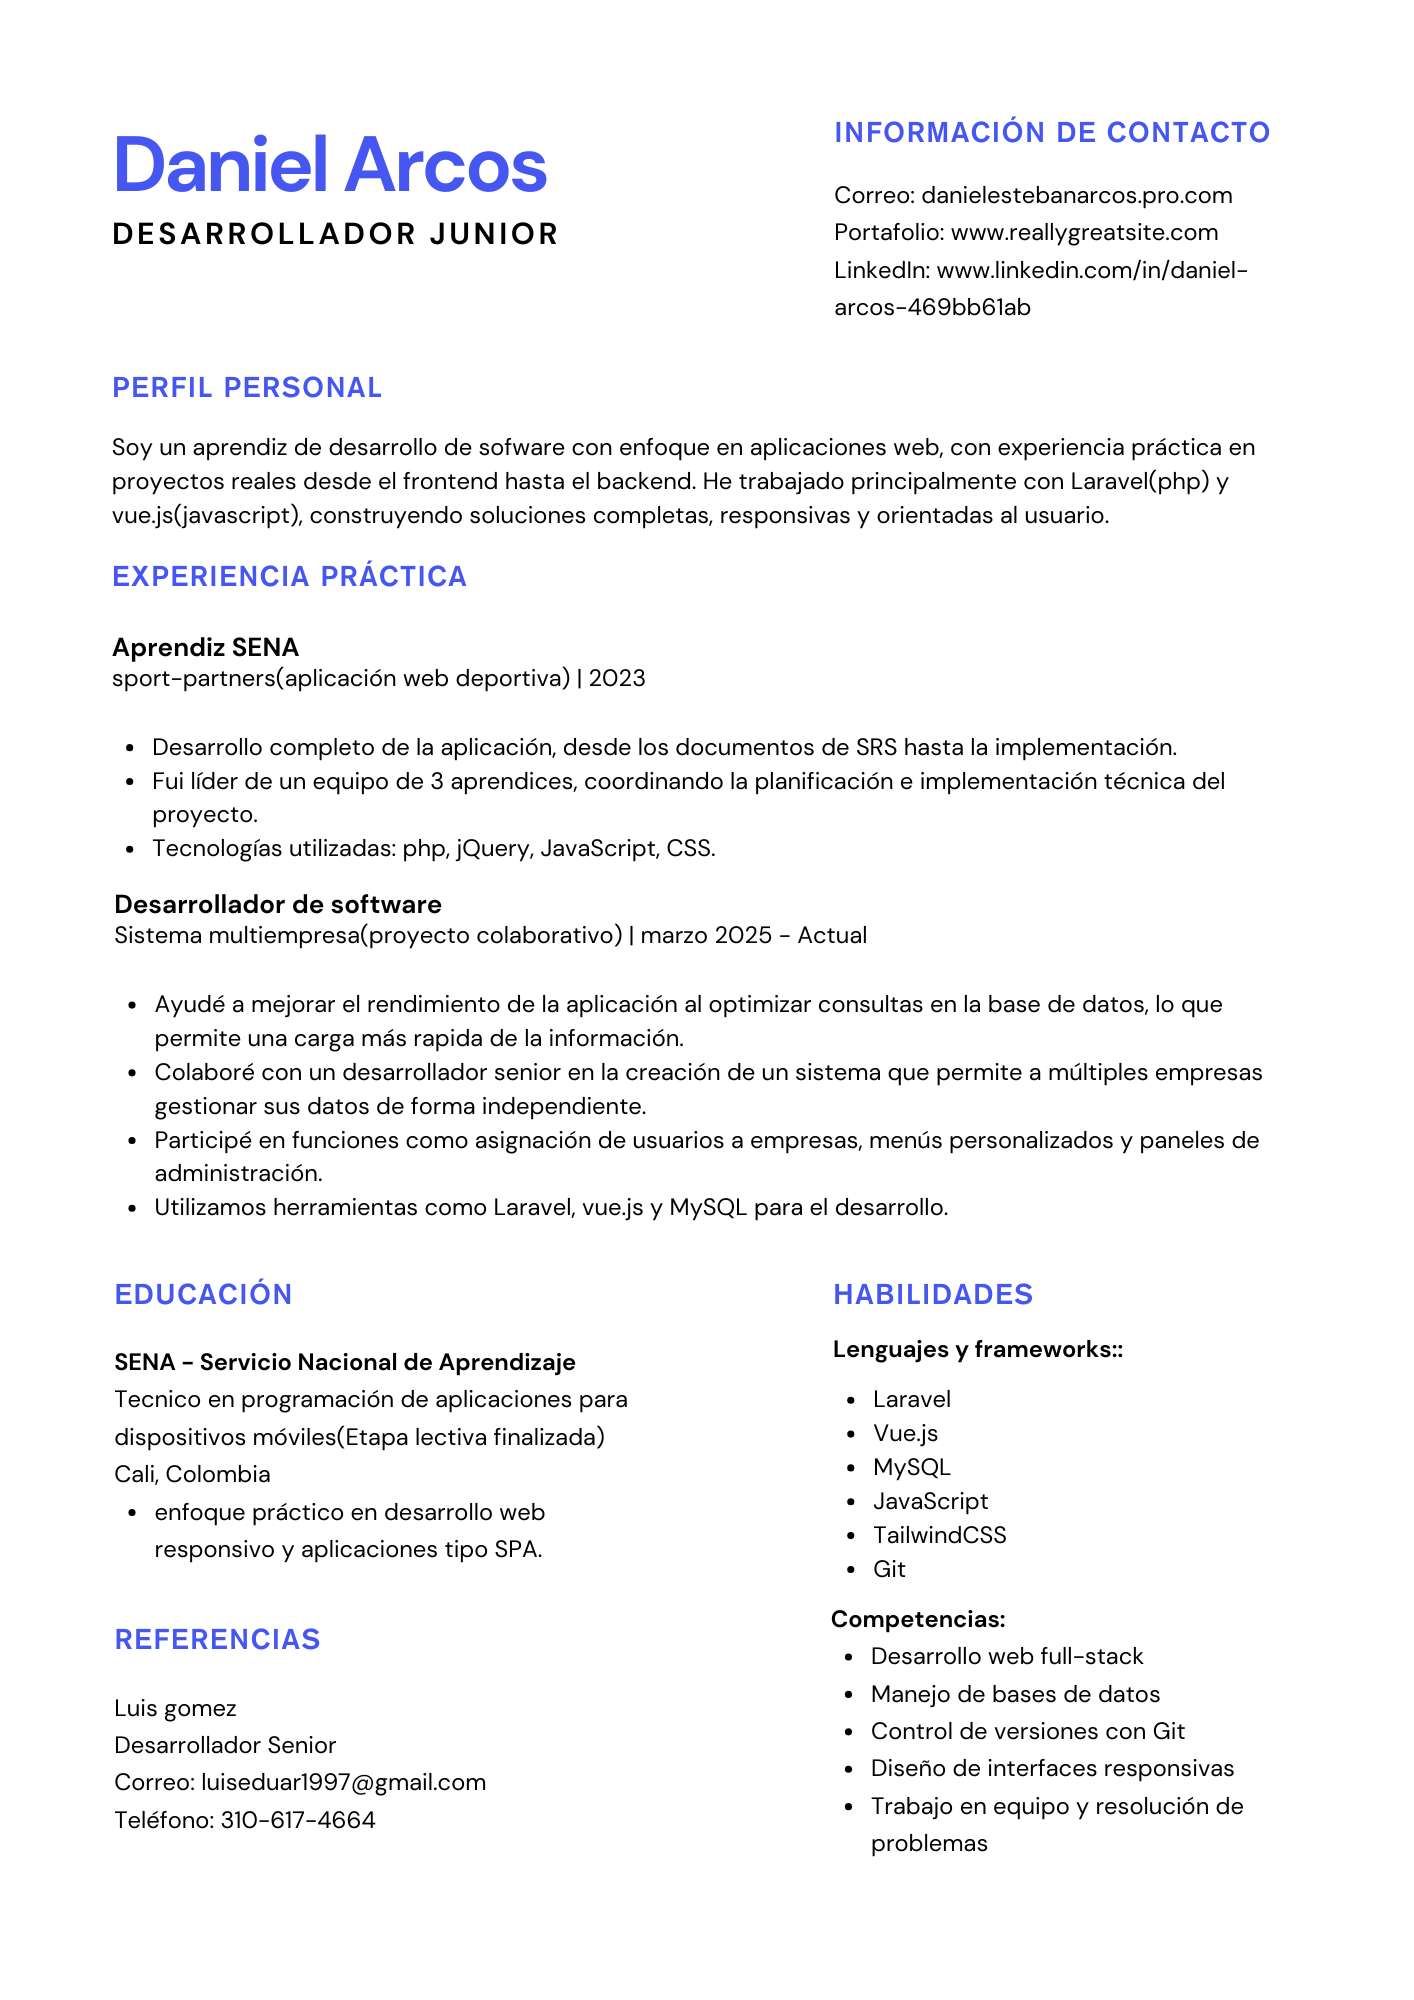 Daniel Arcos
DESARROLLADOR JUNIOR
INFORMACIÓN DE CONTACTO
Correo: danielestebanarcos.pro.com
Portafolio: www.reallygreatsite.com
LinkedIn: www.linkedin.com/in/daniel-
arcos-469bb61ab
PERFIL PERSONAL
Soy un aprendiz de desarrollo de sofware con enfoque en aplicaciones web, con experiencia práctica en
proyectos reales desde el frontend hasta el backend. He trabajado principalmente con Laravel(php) y
vue.js(javascript), construyendo soluciones completas, responsivas y orientadas al usuario.
EXPERIENCIA PRÁCTICA
Aprendiz SENA
sport-partners(aplicación web deportiva) | 2023
• Desarrollo completo de la aplicación, desde los documentos de SRS hasta la implementación.
• Fui líder de un equipo de 3 aprendices, coordinando la planificación e implementación técnica del
proyecto.
• Tecnologías utilizadas: php, jQuery, JavaScript, CSS.
Desarrollador de software
Sistema multiempresa(proyecto colaborativo) | marzo 2025 - Actual
• Ayudé a mejorar el rendimiento de la aplicación al optimizar consultas en la base de datos, lo que
permite una carga más rapida de la información.
• Colaboré con un desarrollador senior en la creación de un sistema que permite a múltiples empresas
gestionar sus datos de forma independiente.
• Participé en funciones como asignación de usuarios a empresas, menús personalizados y paneles de
administración.
• Utilizamos herramientas como Laravel, vue.js y MySQL para el desarrollo.
EDUCACIÓN
SENA - Servicio Nacional de Aprendizaje
Tecnico en programación de aplicaciones para
dispositivos móviles(Etapa lectiva finalizada)
Cali, Colombia
• enfoque práctico en desarrollo web
responsivo y aplicaciones tipo SPA.
REFERENCIAS
Luis gomez
Desarrollador Senior
Correo: luiseduar1997@gmail.com
Teléfono: 310-617-4664
HABILIDADES
Lenguajes y frameworks::
• Laravel
• Vue.js
• MySQL
• JavaScript
• TailwindCSS
• Git
Competencias:
• Desarrollo web full-stack
• Manejo de bases de datos
• Control de versiones con Git
• Diseño de interfaces responsivas
• Trabajo en equipo y resolución de
problemas